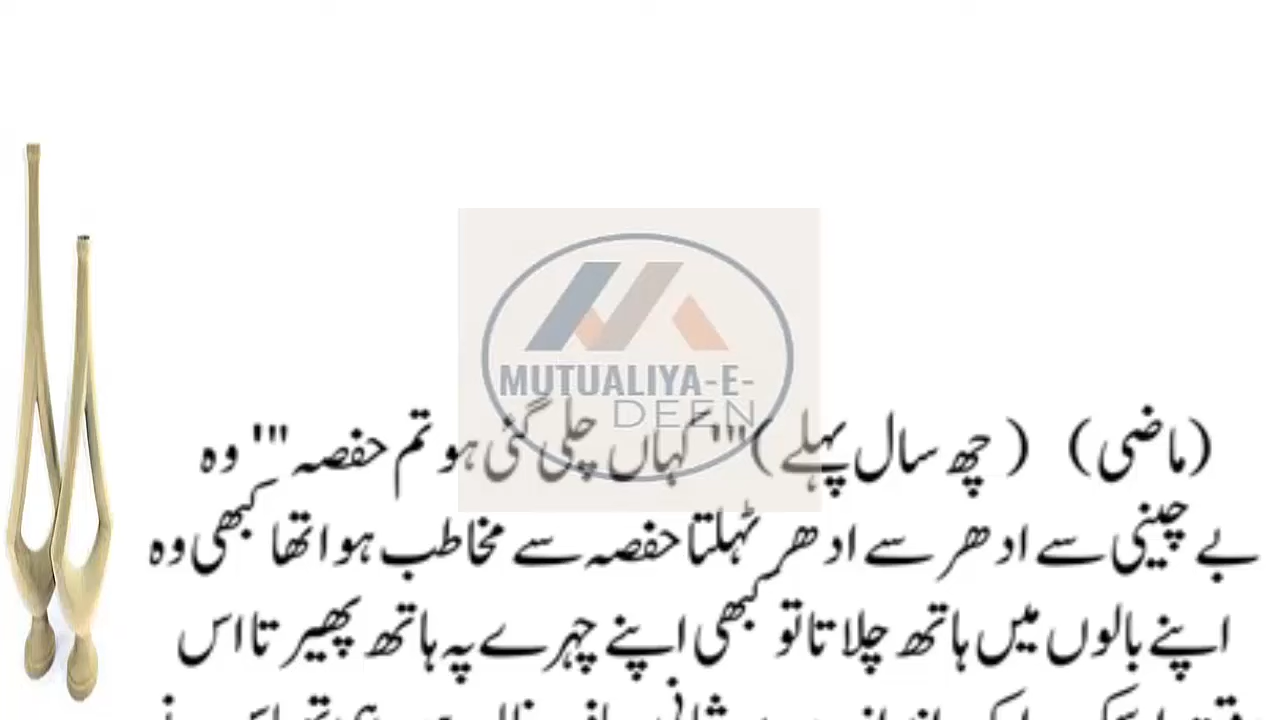 MUTUALIYA-E-
DEEN
(ماضی) ( چھ سال پہلے )"" کہاں چلی گئی ہو تم حفصہ "' وہ
بے چینی سے ادھر سے ادھر ٹہلتا حفصہ سے مخاطب ہوا تھا کبھی وہ
اپنے بالوں میں ہاتھ چلاتا تو کبھی اپنے چہرے پہ ہاتھ پھیرتا اس